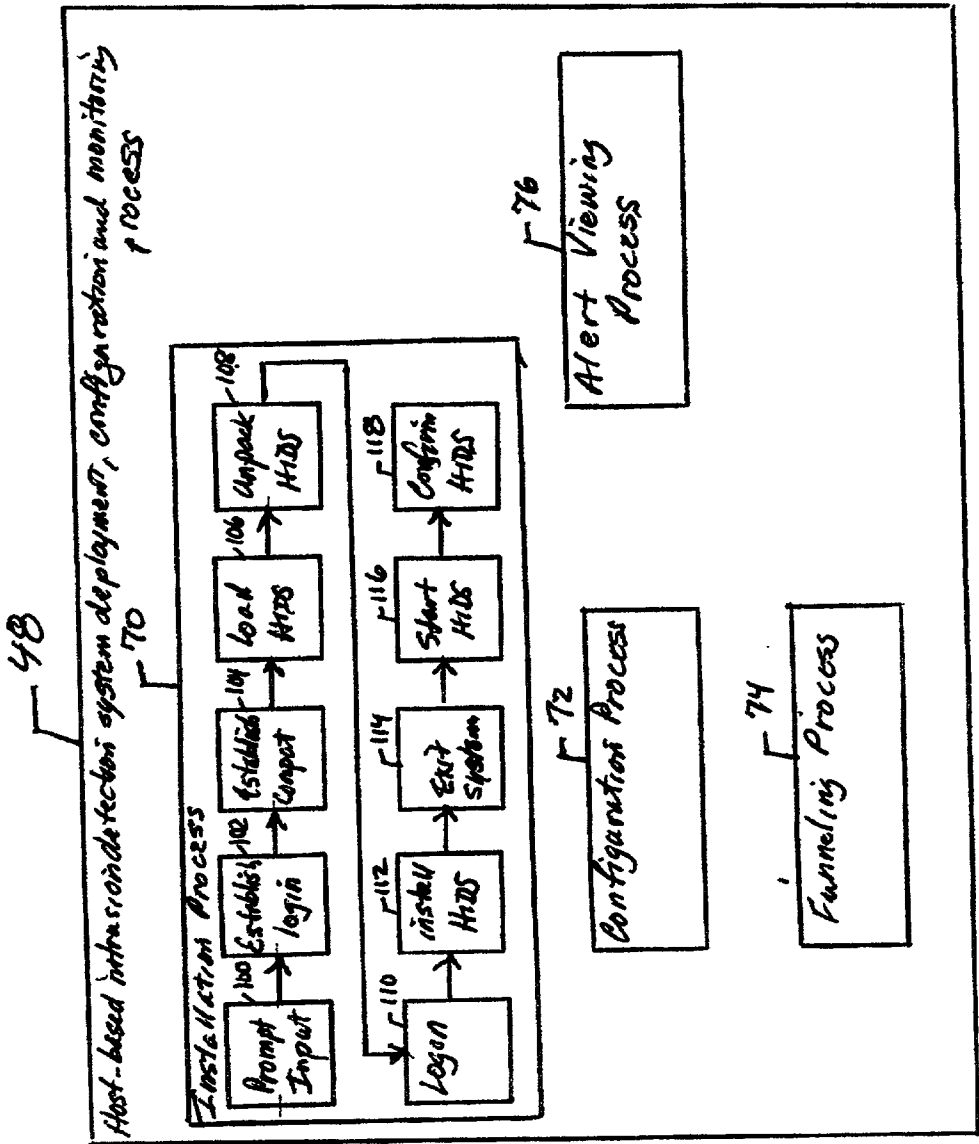 48
Host-based intrusion detection system deployment, configuration and monitoring
process
70
Installation Process
100
Prompt
Input
102
Establish
login
104
Establish
Compat
106
Load
HIDS
108
Unpack
HIDS
110
Logon
112
install
HIDS
114
Exit
System
116
Start
HIDS
118
Confirm
HIDS
72
Configuration Process
74
Funneling Process
76
Alert Viewing
Process